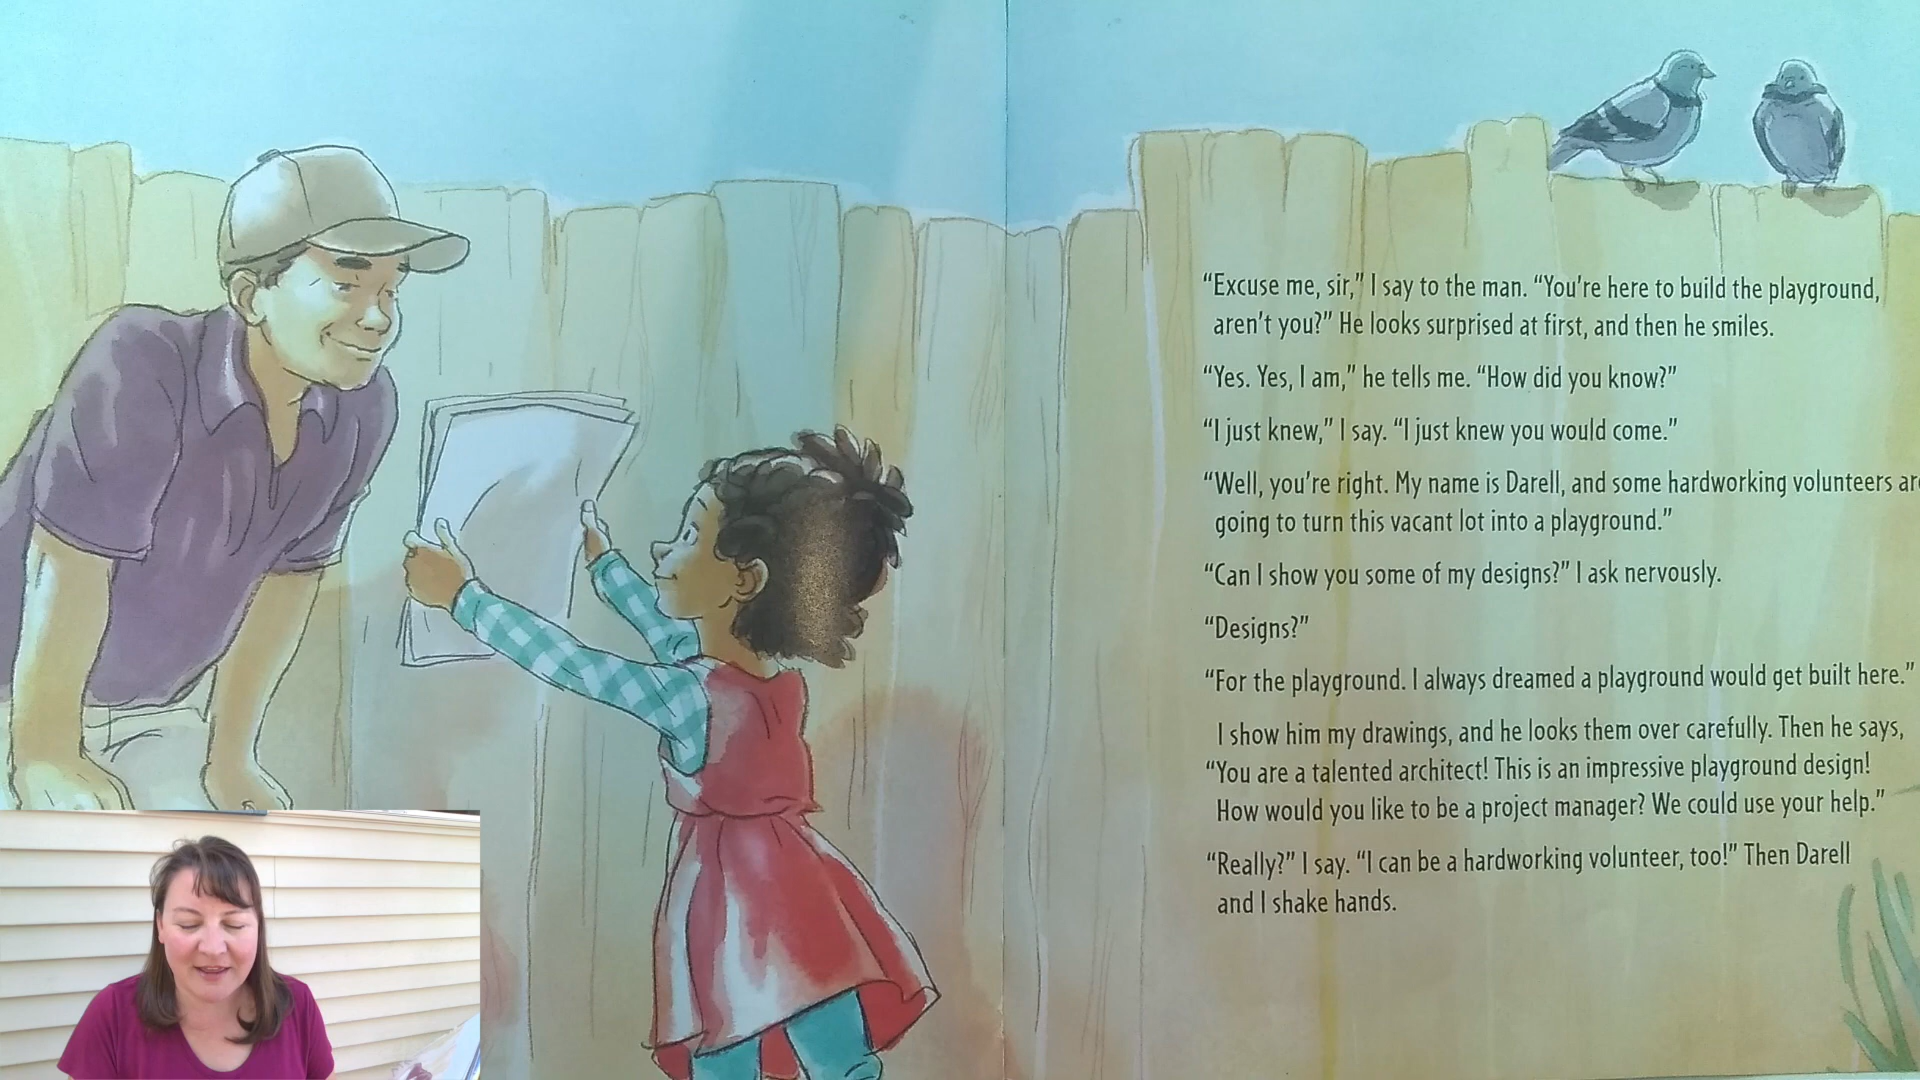 “Excuse me, sir,” I say to the man. “You’re here to build the playground,
aren’t you?” He looks surprised at first, and then he smiles.
“Yes. Yes, I am,” he tells me. “How did you know?”
“I just knew,” I say. “I just knew you would come.”
“Well, you’re right. My name is Darell, and some hardworking volunteers ar
going to turn this vacant lot into a playground.”
“Can I show you some of my designs?” I ask nervously.
“Designs?”
“For the playground. I always dreamed a playground would get built here.”
I show him my drawings, and he looks them over carefully. Then he says,
“You are a talented architect! This is an impressive playground design!
How would you like to be a project manager? We could use your help.”
“Really?” I say. “I can be a hardworking volunteer, too!” Then Darell
and I shake hands.